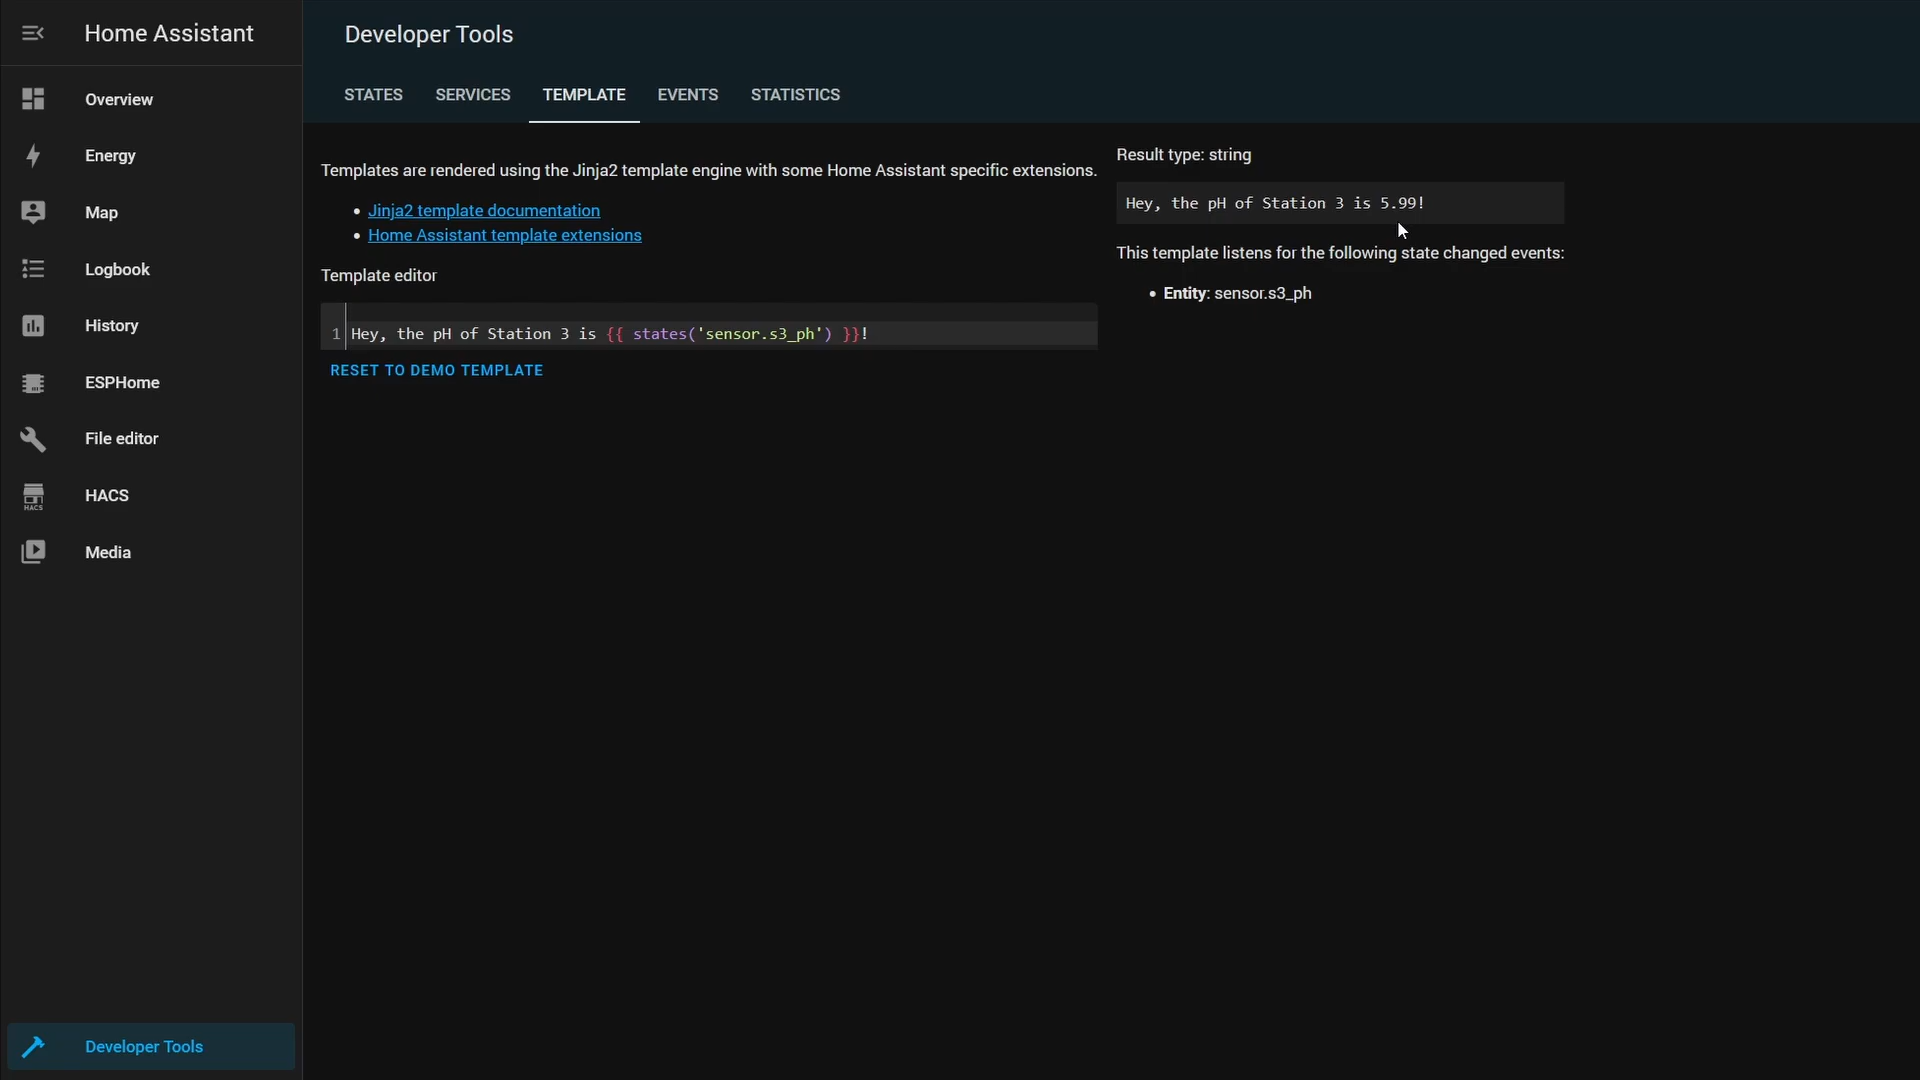 Home Assistant
Overview
Energy
Map
Logbook
History
ESPHome
File editor
HACS
HACS
Media
Developer Tools
Developer Tools
STATES SERVICES TEMPLATE EVENTS STATISTICS
Templates are rendered using the Jinja2 template engine with some Home Assistant specific extensions.
• Jinja2 template documentation
• Home Assistant template extensions
Template editor
1 Hey, the pH of Station 3 is {{ states('sensor.s3_ph') }}!
RESET TO DEMO TEMPLATE
Result type: string
Hey, the pH of Station 3 is 5.99!
This template listens for the following state changed events:
• Entity: sensor.s3_ph